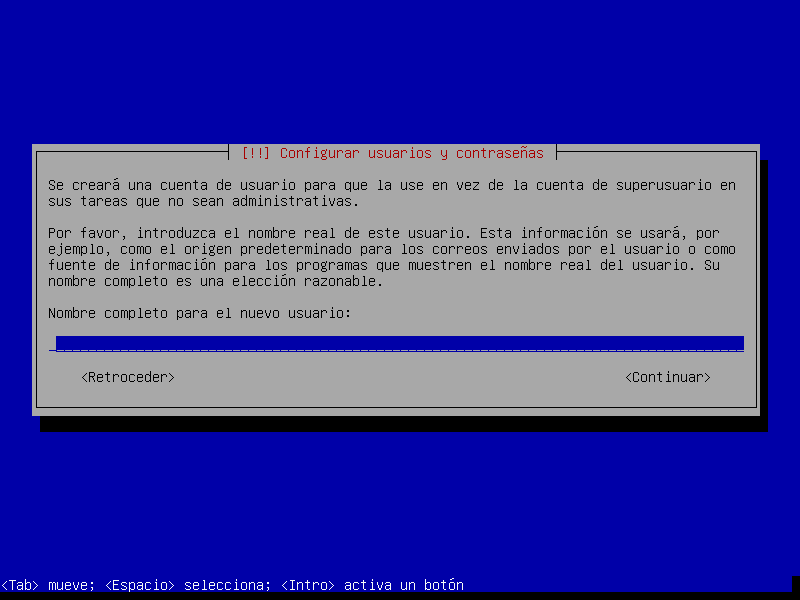 [!!] Configurar usuarios y contraseñas
Se creará una cuenta de usuario para que la use en vez de la cuenta de superusuario en
sus tareas que no sean administrativas.
Por favor, introduzca el nombre real de este usuario. Esta información se usará, por
ejemplo, como el origen predeterminado para los correos enviados por el usuario o como
fuente de información para los programas que muestren el nombre real del usuario. Su
nombre completo es una elección razonable.
Nombre completo para el nuevo usuario:
<Retroceder> <Continuar>
<Tab> mueve; <Espacio> selecciona; <Intro> activa un botón